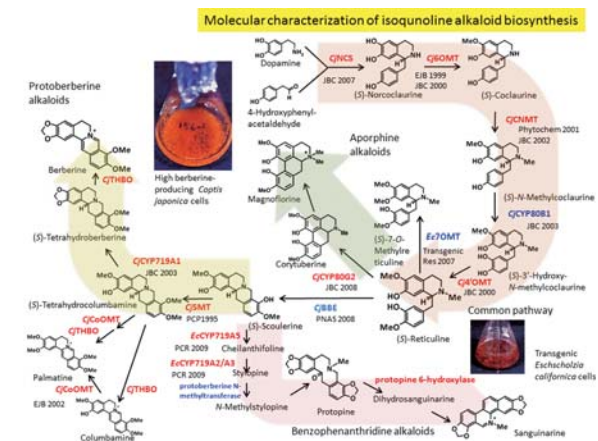 Molecular characterization of isoqunoline alkaloid biosynthesis
Dopamine
CjNCS
JBC 2007
4-Hydroxyphenyl-
acetaldehyde
(S)-Norcoclaurine
Cj6OMT
EJB 1999
JBC 2000
(S)-Coclaurine
CjCNMT
Phytochem 2001
JBC 2002
(S)-N-Methylcoclaurine
CjCYP80B1
JBC 2003
(S)-3'-Hydroxy-
N-methylcoclaurine
Cj4'OMT
JBC 2000
Common pathway
(S)-Reticuline
Ec7OMT
Transgenic
Res 2007
(S)-7-O-
Methylre
ticuline
Aporphine
alkaloids
Magnoflorine
Corytuberine
CjCYP80G2
JBC 2008
CjBBE
PNAS 2008
(S)-Scoulerine
CjSMT
PCP1995
(S)-Tetrahydrocolumbamine
CjCYP719A1
JBC 2003
(S)-Tetrahydroberberine
CjTHBO
Berberine
Protoberberine
alkaloids
High berberine-
producing Coptis
japonica cells
CjCoOMT
CjTHBO
Palmatine
CjCoOMT
EJB 2002
CjTHBO
Columbamine
EcCYP719A5
PCR 2009
Cheilanthifoline
EcCYP719A2/A3
PCR 2009
Stylopine
protoberberine N-
methyltransferase
N-Methylstylopine
Protopine
protopine 6-hydroxylase
Dihydrosanguinarine
Sanguinarine
Benzophenanthridine alkaloids
Transgenic
Escholzia
californica cells